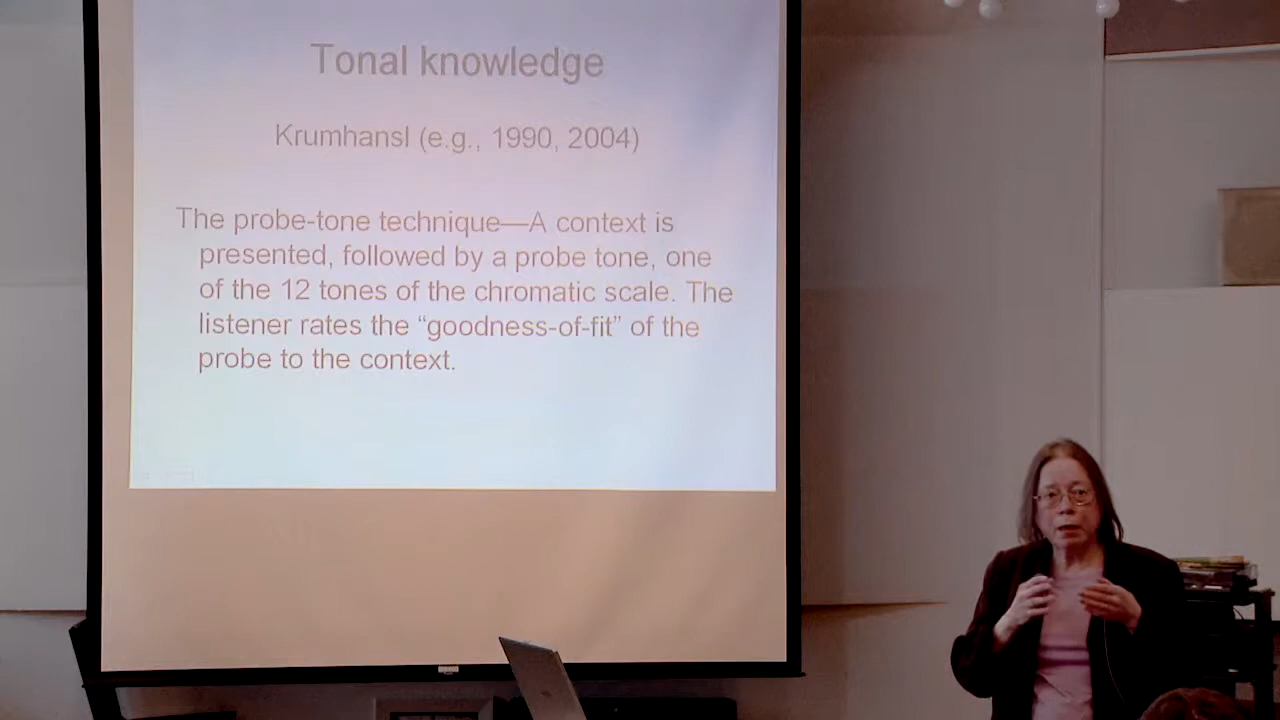 Tonal knowledge
Krumhansl (e.g., 1990, 2004)
The probe-tone technique—A context is
presented, followed by a probe tone, one
of the 12 tones of the chromatic scale. The
listener rates the “goodness-of-fit” of the
probe to the context.